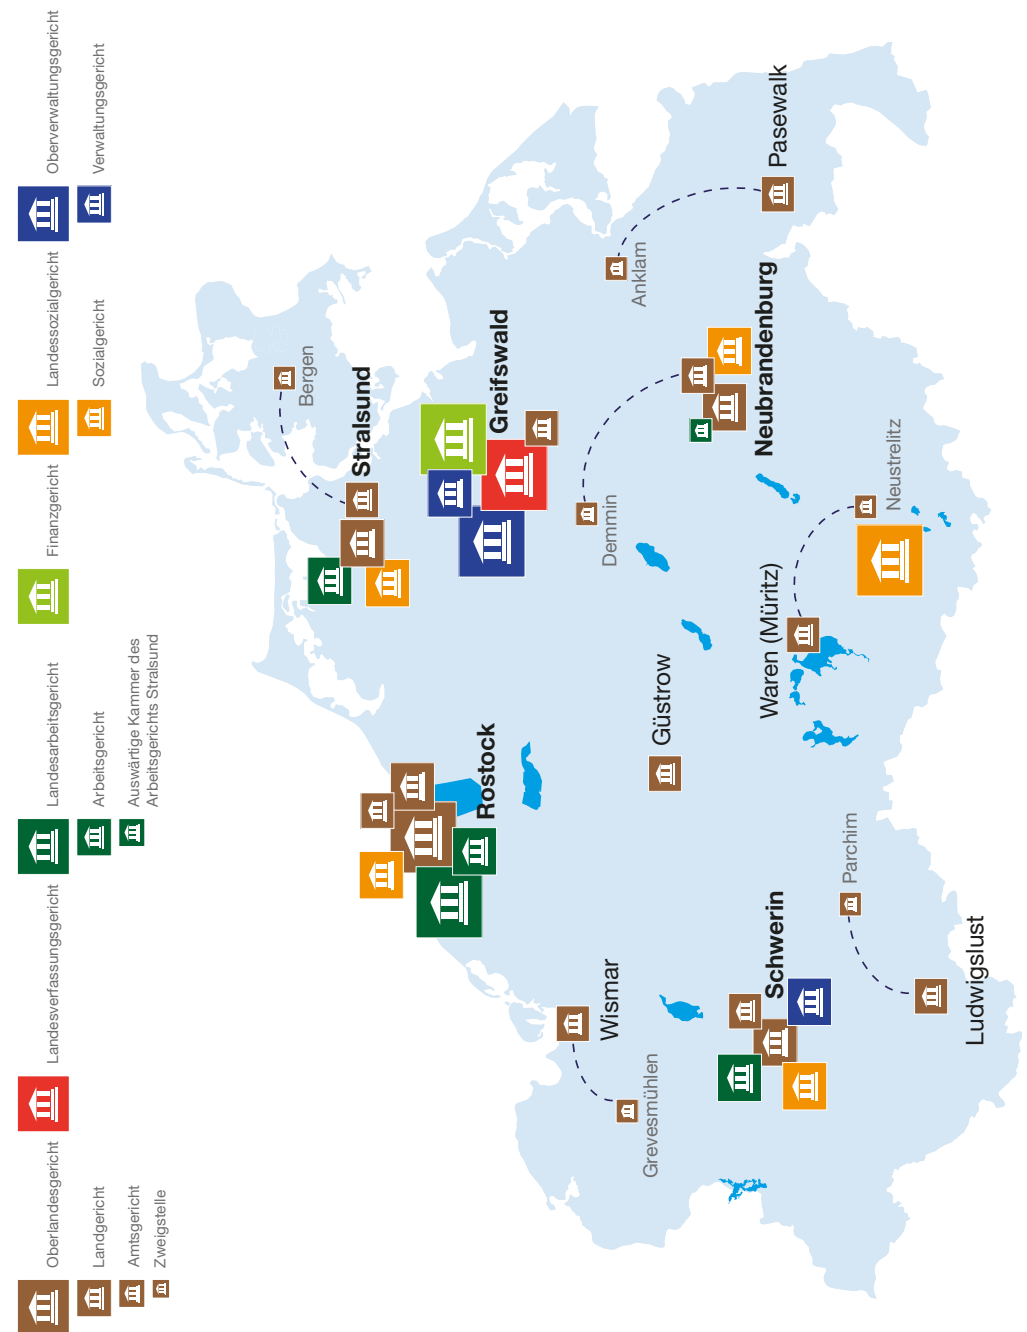 Oberlandesgericht
Landgericht
Amtsgericht
Zweigstelle
Landesverfassungsgericht
Landesarbeitsgericht
Arbeitsgericht
Auswärtige Kammer des
Arbeitsgerichts Stralsund
Finanzgericht
Landessozialgericht
Sozialgericht
Oberverwaltungsgericht
Verwaltungsgericht
Bergen
Stralsund
Greifswald
Rostock
Demmin
Anklam
Wismar
Grevesmühlen
Güstrow
Neubrandenburg
Pasewalk
Schwerin
Waren (Müritz)
Parchim
Neustrelitz
Ludwigslust